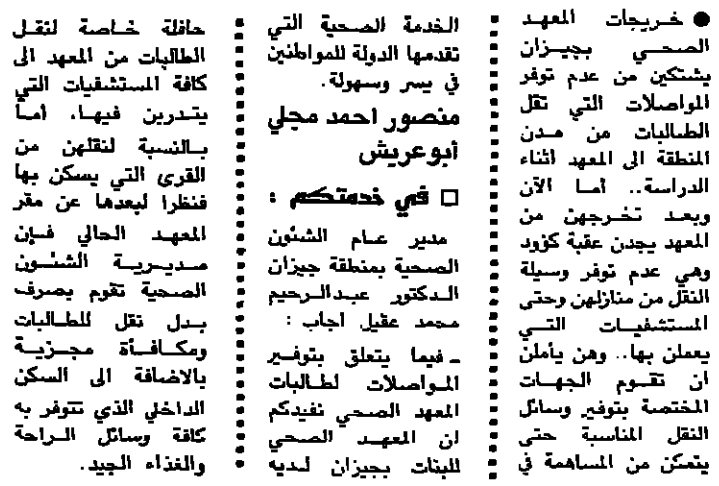 ● خريجات المعهد
الصحي بجيزان
يشتكين من عدم توفر
المواصلات التي تقل
الطالبات من مدن
المنطقة الى المعهد اثناء
الدراسة.. أما الآن
وبعد تخرجهن من
المعهد يجدن عقبة كؤود
وهي عدم توفر وسيلة
النقل من منازلهن وحتى
المستشفيات التي
يعملن بها.. وهن يأملن
ان تقوم الجهات
المختصة بتوفير وسائل
النقل المناسبة حتى
يتمكن من المساهمة في
الخدمة الصحية التي
تقدمها الدولة للمواطنين
في يسر وسهولة.
منصور احمد مجلي
أبوعريش
□ في خدمتكم :
مدير عام الشئون
الصحية بمنطقة جيزان
الدكتور عبدالرحيم
محمد عقيل اجاب :
ـ فيما يتعلق بتوفير
المواصلات لطالبات
المعهد الصحي نفيدكم
ان المعهد الصحي
للبنات بجيزان لديه
حافلة خاصة لنقل
الطالبات من المعهد الى
كافة المستشفيات التي
يتدربن فيها. أما
بالنسبة لنقلهن من
القرى التي يسكن بها
فنظرا لبعدها عن مقر
المعهد الحالي فإن
مديرية الشئون
الصحية تقوم بصرف
بدل نقل للطالبات
ومكافأة مجزية
بالاضافة الى السكن
الداخلي الذي تتوفر به
كافة وسائل الراحة
والغذاء الجيد.